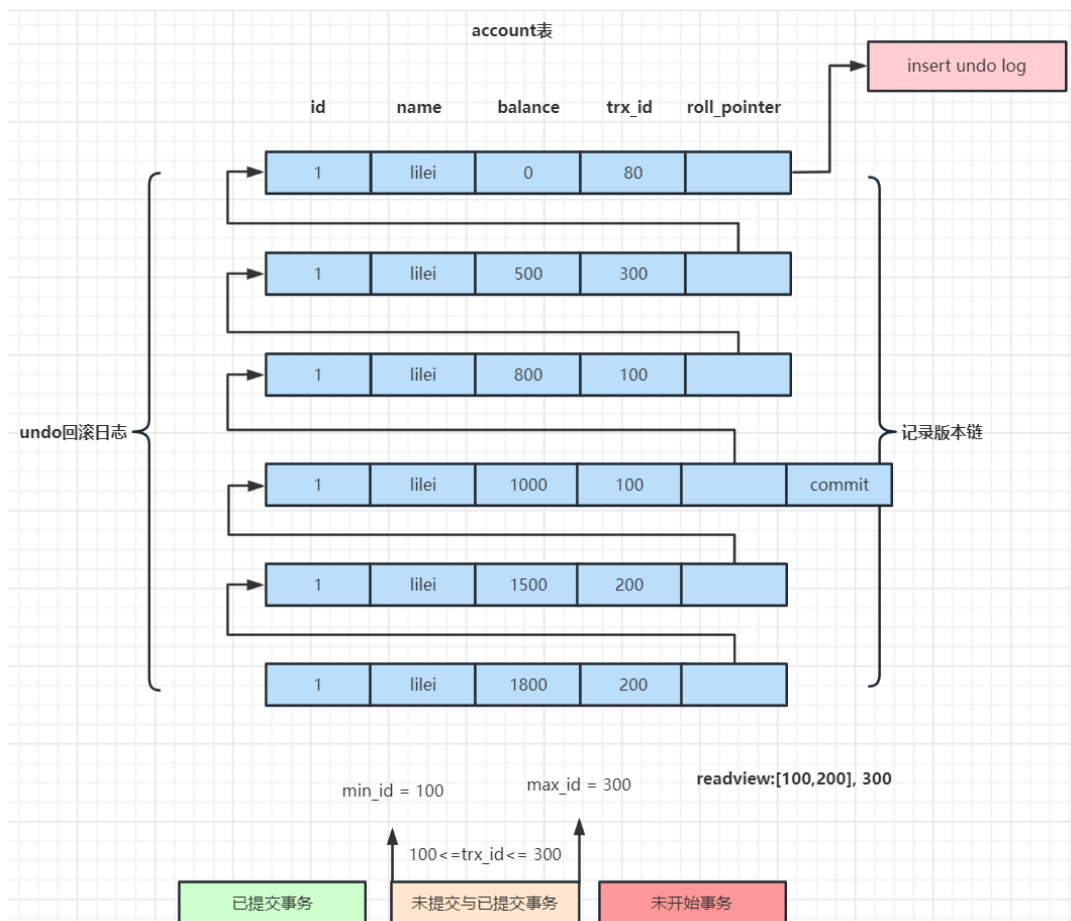 account表
insert undo log
id name balance trx_id roll_pointer
1 lilei 0 80
1 lilei 500 300
1 lilei 800 100
undo回滚日志
记录版本链
1 lilei 1000 100 commit
1 lilei 1500 200
1 lilei 1800 200
min_id = 100
max_id = 300
readview:[100,200], 300
100<=trx_id<= 300
已提交事务
未提交与已提交事务
未开始事务